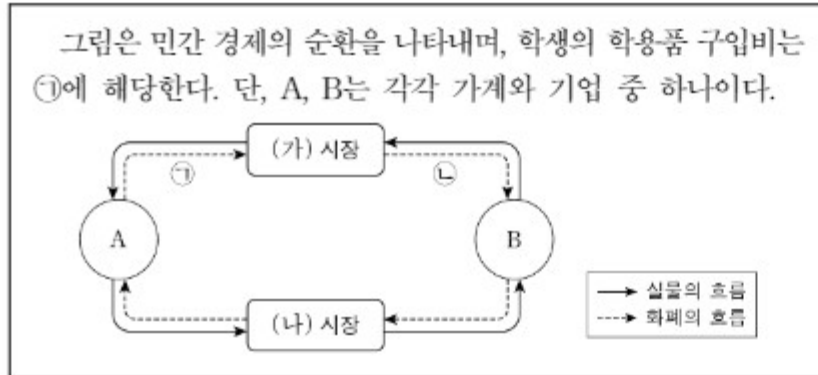 그림은 민간 경제의 순환을 나타내며, 학생의 학용품 구입비는
㉠에 해당한다. 단, A, B는 각각 가계와 기업 중 하나이다.
(가) 시장
㉠
㉡
A
B
(나) 시장
실물의 흐름
화폐의 흐름